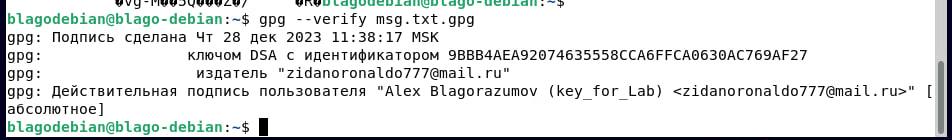 blagodebian@blago-debian:~$ gpg --verify msg.txt.gpg
gpg: Подпись сделана Чт 28 дек 2023 11:38:17 MSK
gpg:                ключом DSA с идентификатором 9BBB4AEA92074635558CCA6FFCA0630AC769AF27
gpg:                 издатель "zidanoronaldo777@mail.ru"
gpg: Действительная подпись пользователя "Alex Blagorazumov (key_for_Lab) <zidanoronaldo777@mail.ru>" [
абсолютное]
blagodebian@blago-debian:~$